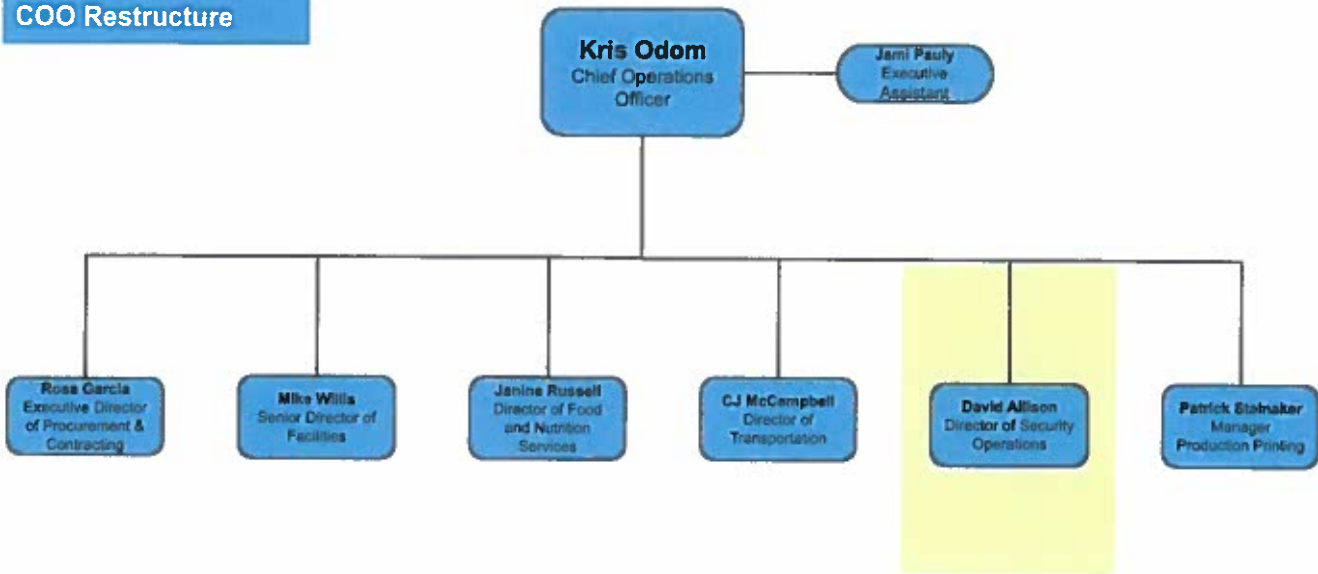 COO Restructure
Kris Odom
Chief Operations
Officer
Jami Pauly
Executive
Assistant
Rosa Garcia
Executive Director
of Procurement &
Contracting
Mike Willis
Senior Director of
Facilities
Janine Russell
Director of Food
and Nutrition
Services
CJ McCampbell
Director of
Transportation
David Allison
Director of Security
Operations
Patrick Stalnaker
Manager
Production Printing